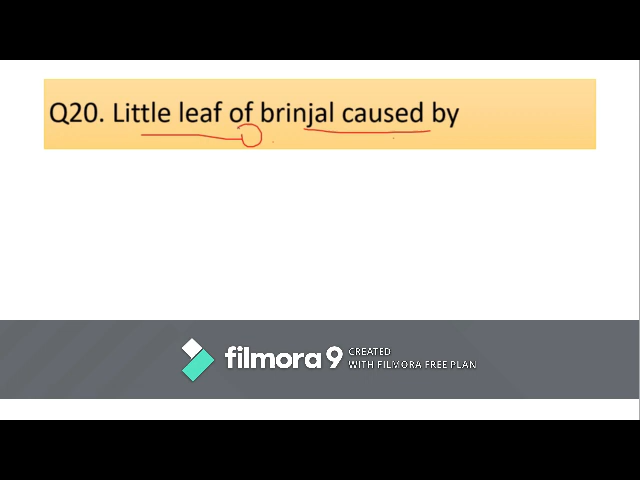 Q20. Little leaf of brinjal caused by
filmora 9 CREATED
WITH FILMORA FREE PLAN